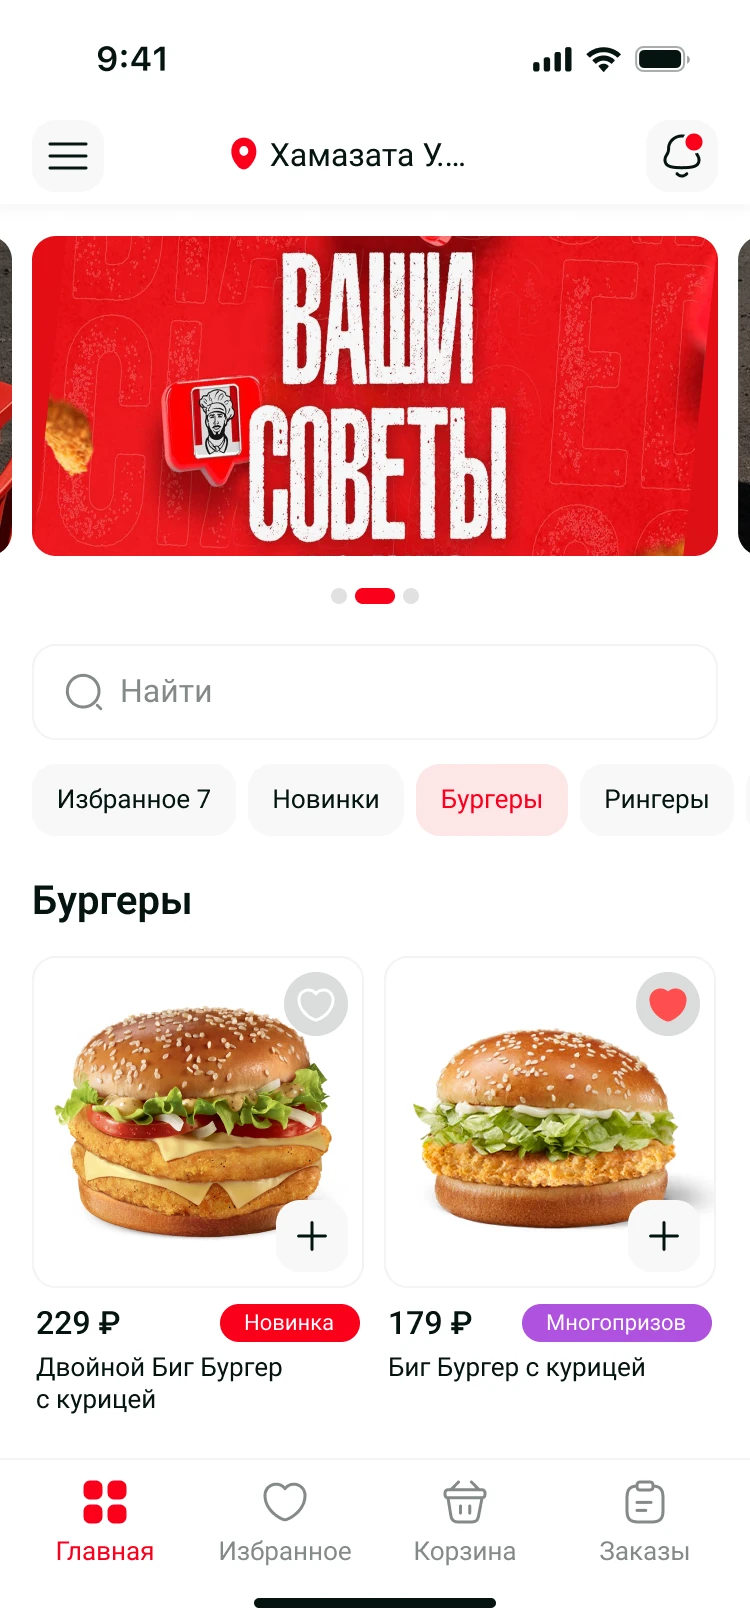 9:41
Хамазата У....
ВАШИ
СОВЕТЫ
Найти
Избранное 7
Новинки
Бургеры
Рингеры
Бургеры
229 ₽
Новинка
Двойной Биг Бургер
с курицей
179 ₽
Многопризов
Биг Бургер с курицей
Главная
Избранное
Корзина
Заказы